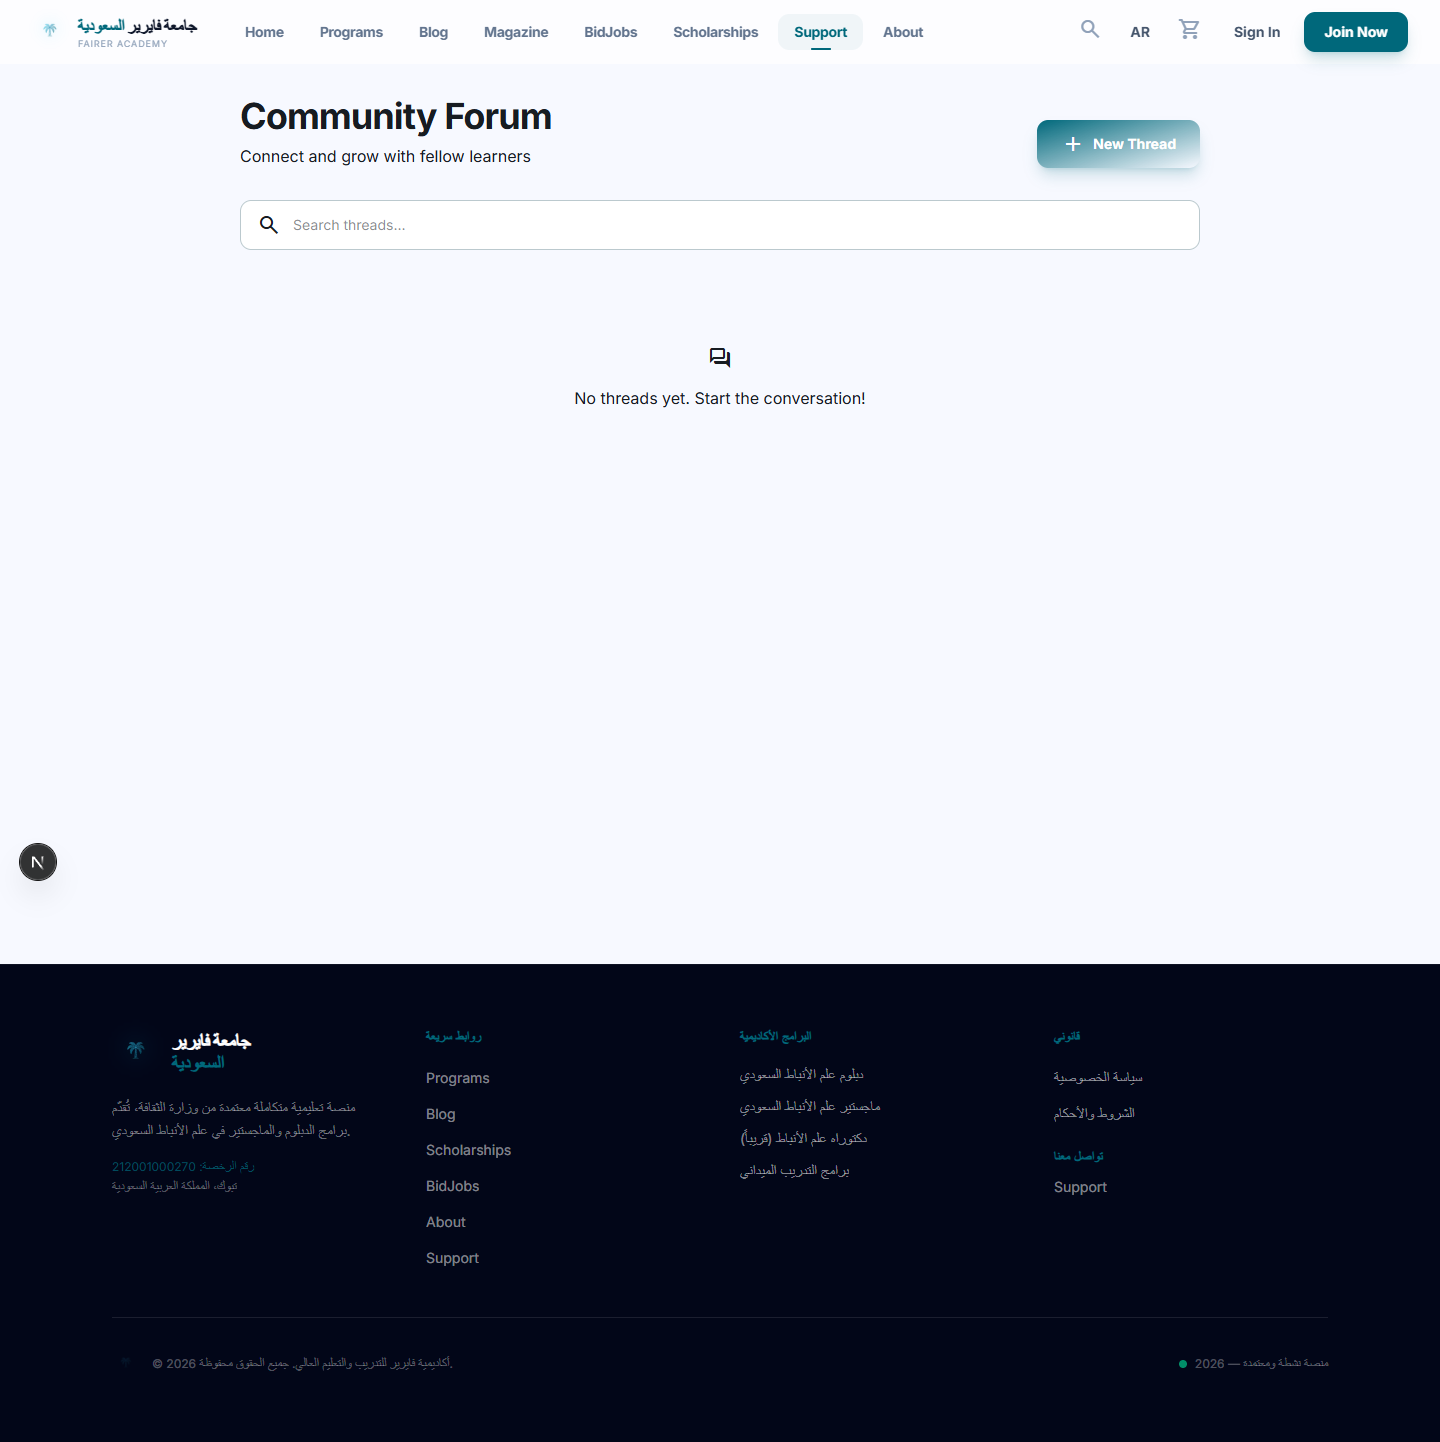 جامعة فايرير السعودية
FAIRER ACADEMY
Home
Programs
Blog
Magazine
BidJobs
Scholarships
Support
About
AR
Sign In
Join Now
Community Forum
Connect and grow with fellow learners
New Thread
Search threads...
No threads yet. Start the conversation!
N
جامعة فايرير
السعودية
منصة تعليمية متكاملة معتمدة من وزارة الثقافة، تُقدّم
برامج الدبلوم والماجستير في علم الأنباط السعودي.
رقم الرخصة: 212001000270
تبوك، المملكة العربية السعودية
روابط سريعة
Programs
Blog
Scholarships
BidJobs
About
Support
البرامج الأكاديمية
دبلوم علم الأنباط السعودي
ماجستير علم الأنباط السعودي
دكتوراه علم الأنباط (قريباً)
برامج التدريب الميداني
قانوني
سياسة الخصوصية
الشروط والأحكام
تواصل معنا
Support
© 2026 أكاديمية فايرير للتدريب والتعليم العالي. جميع الحقوق محفوظة.
منصة نشطة ومعتمدة — 2026